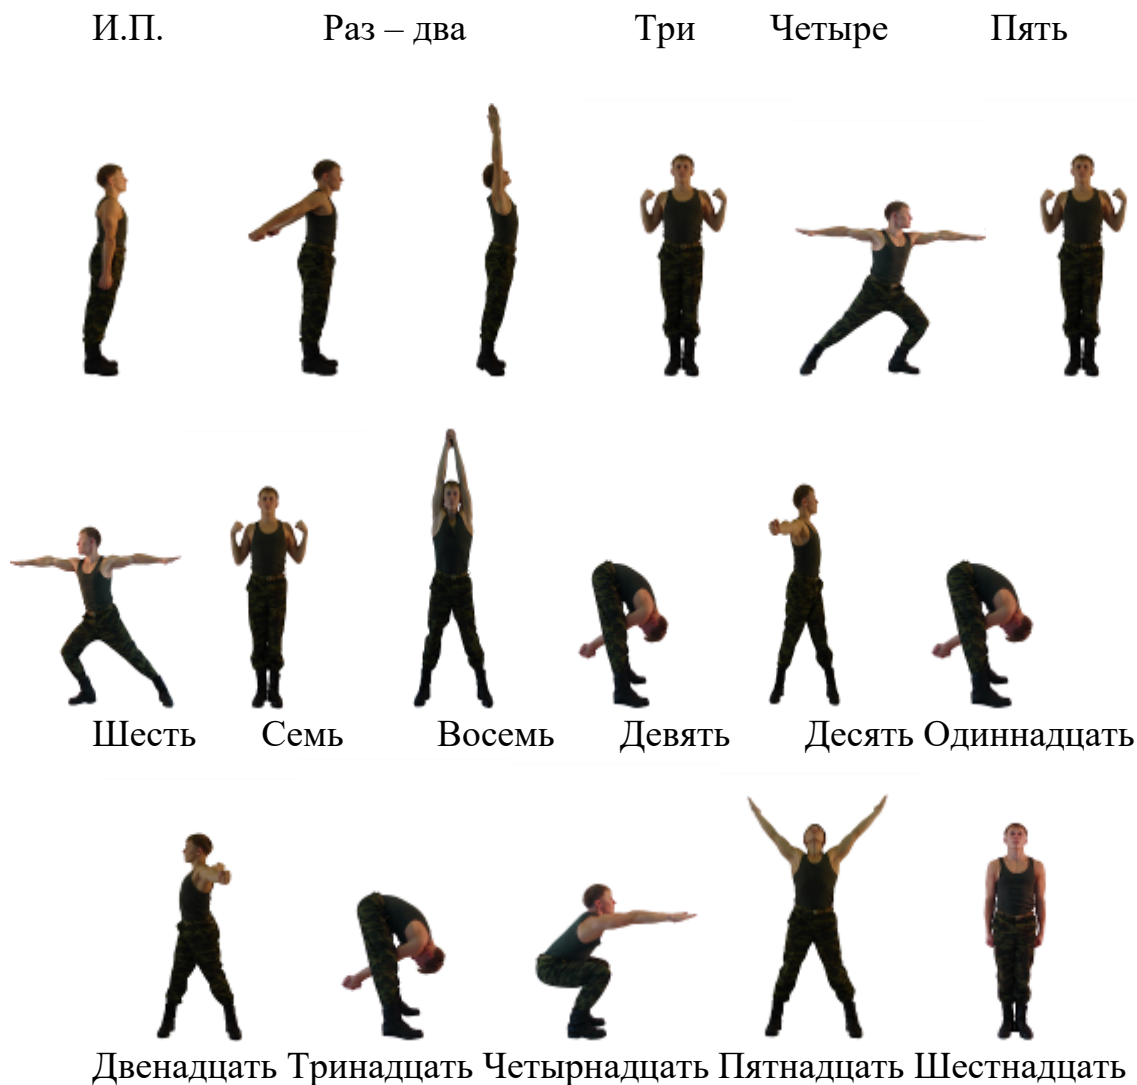 И.П. Раз – два Три Четыре Пять
Шесть Семь Восемь Девять Десять Одиннадцать
Двенадцать Тринадцать Четырнадцать Пятнадцать Шестнадцать